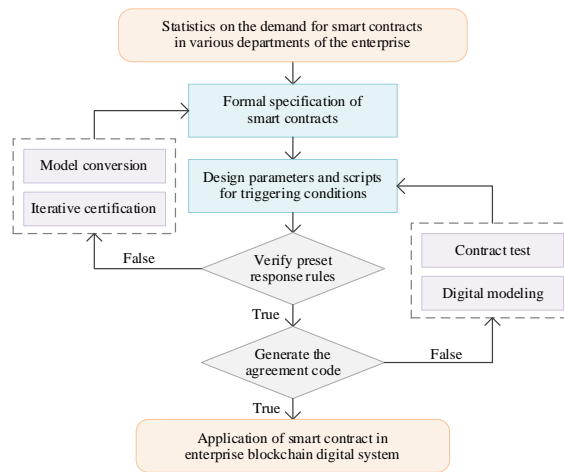 Statistics on the demand for smart contracts
in various departments of the enterprise
Formal specification of
smart contracts
Model conversion
Iterative certification
Design parameters and scripts
for triggering conditions
False
Verify preset
response rules
Contract test
Digital modeling
True
Generate the
agreement code
False
True
Application of smart contract in
enterprise blockchain digital system